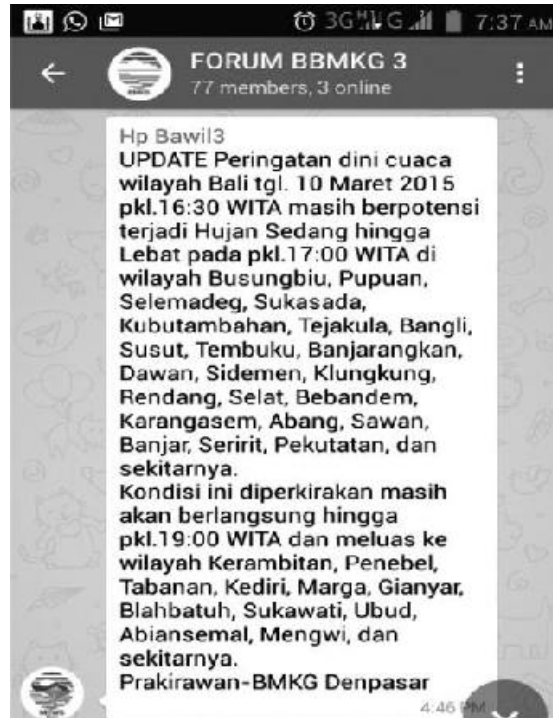 7:37 AM
FORUM BBMKG 3
77 members, 3 online
Hp Bawil3
UPDATE Peringatan dini cuaca
wilayah Bali tgl. 10 Maret 2015
pkl.16:30 WITA masih berpotensi
terjadi Hujan Sedang hingga
Lebat pada pkl.17:00 WITA di
wilayah Busungbiu, Pupuan,
Selemadeg, Sukasada,
Kubutambahan, Tejakula, Bangli,
Susut, Tembuku, Banjarangkan,
Dawan, Sidemen, Klungkung,
Rendang, Selat, Bebandem,
Karangasem, Abang, Sawan,
Banjar, Seririt, Pekutatan, dan
sekitarnya.
Kondisi ini diperkirakan masih
akan berlangsung hingga
pkl.19:00 WITA dan meluas ke
wilayah Kerambitan, Penebel,
Tabanan, Kediri, Marga, Gianyar,
Blahbatuh, Sukawati, Ubud,
Abiansemal, Mengwi, dan
sekitarnya.
Prakirawan-BMKG Denpasar
4:46 PM